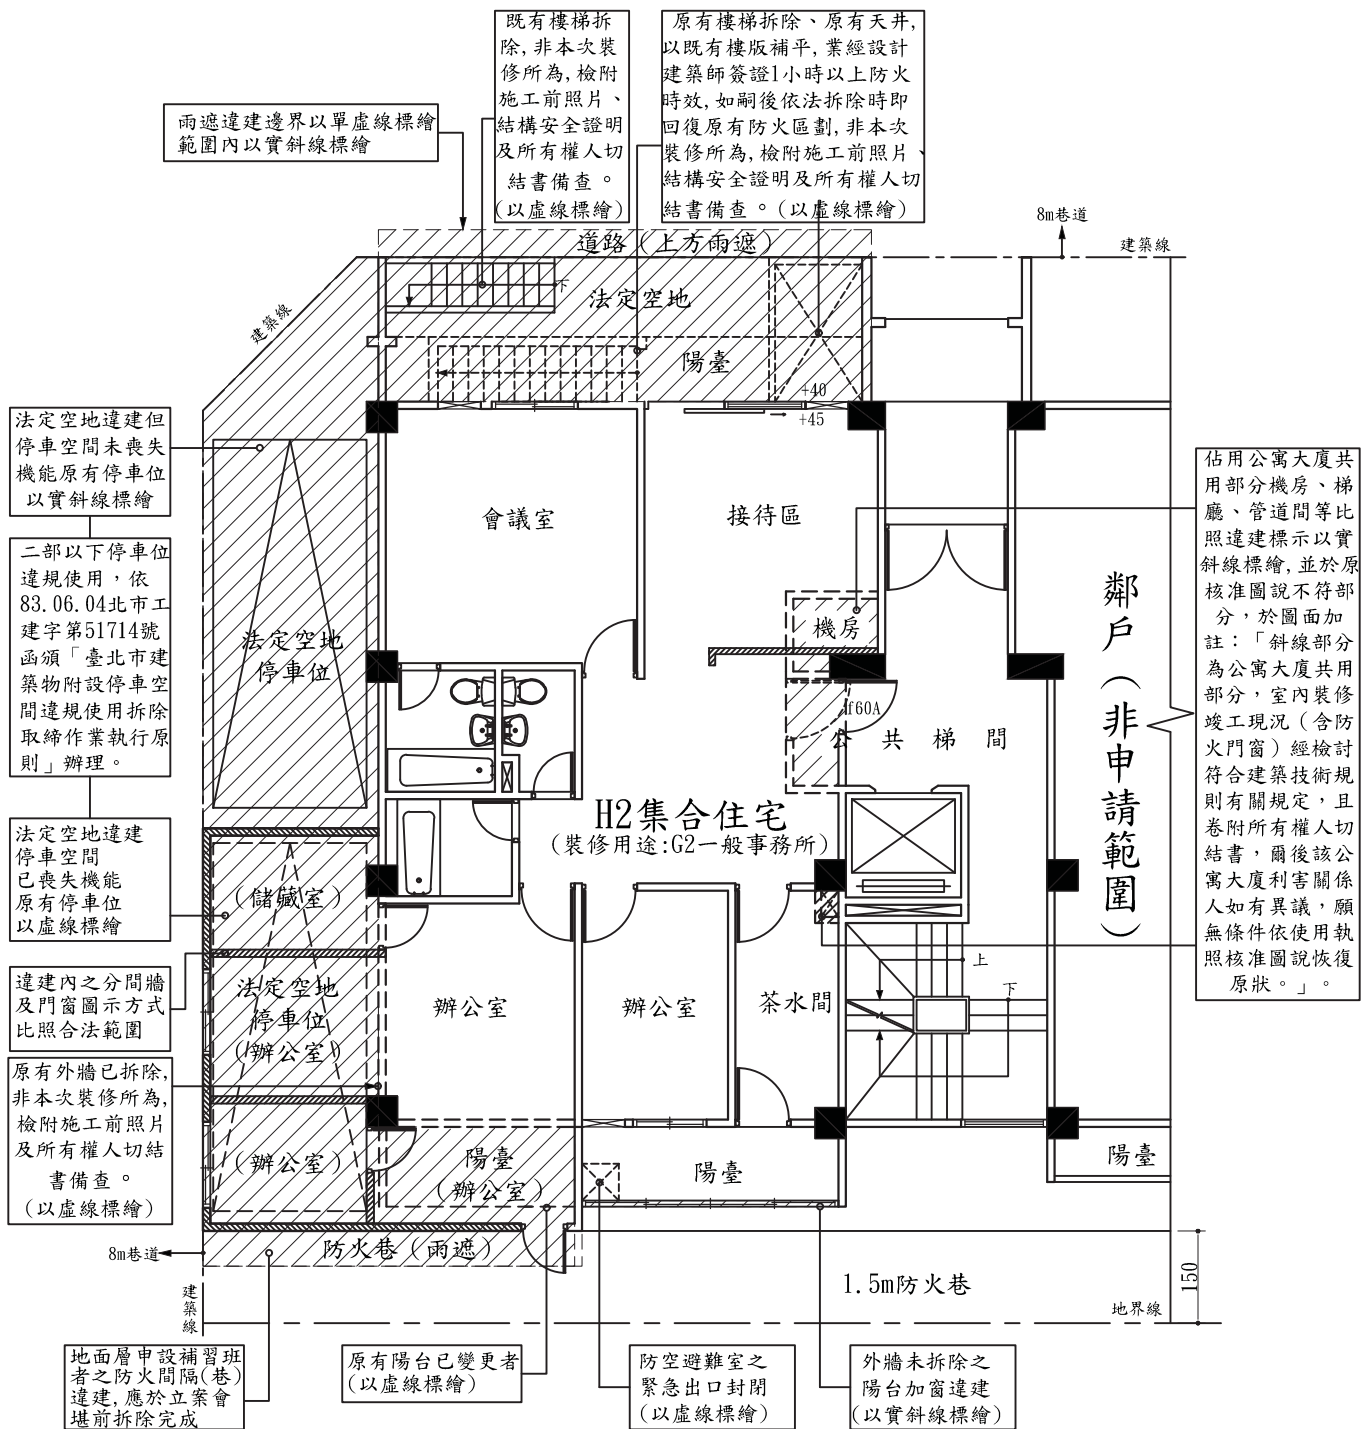 既有樓梯拆
除,非本次裝
修所為,檢附
施工前照片、
結構安全證明
及所有權人切
結書備查。
(以虛線標繪)
原有樓梯拆除、原有天井,
以既有樓版補平,業經設計
建築師簽證1小時以上防火
時效,如嗣後依法拆除時即
回復原有防火區劃,非本次
裝修所為,檢附施工前照片、
結構安全證明及所有權人切
結書備查。(以虛線標繪)
雨遮違建邊界以單虛線標繪
範圍內以實斜線標繪
8m巷道
建築線
道路(上方雨遮)
下
法定空地
建築線
陽臺
+40
+45
法定空地違建但
停車空間未喪失
機能原有停車位
以實斜線標繪
二部以下停車位
違規使用,依
83.06.04北市工
建字第51714號
函頒「臺北市建
築物附設停車空
間違規使用拆除
取締作業執行原
則」辦理。
法定空地違建
停車空間
已喪失機能
原有停車位
以虛線標繪
違建內之分間牆
及門窗圖示方式
比照合法範圍
原有外牆已拆除,
非本次裝修所為,
檢附施工前照片
及所有權人切結
書備查。
(以虛線標繪)
會議室
接待區
機房
法定空地
停車位
f60A
公共梯間
H2集合住宅
(裝修用途:G2一般事務所)
(儲藏室)
法定空地
停車位
(辦公室)
辦公室
辦公室
茶水間
上
下
(辦公室)
陽臺
(辦公室)
陽臺
陽臺
鄰戶(非申請範圍)
佔用公寓大廈共
用部分機房、梯
廳、管道間等比
照違建標示以實
斜線標繪,並於原
核准圖說不符部
分,於圖面加
註:「斜線部分
為公寓大廈共用
部分,室內裝修
竣工現況(含防
火門窗)經檢討
符合建築技術規
則有關規定,且
卷附所有權人切
結書,爾後該公
寓大廈利害關係
人如有異議,願
無條件依使用執
照核准圖說恢復
原狀。」。
8m巷道
防火巷(雨遮)
1.5m防火巷
150
建築線
地界線
地面層申設補習班
者之防火間隔(巷)
違建,應於立案會
堪前拆除完成
原有陽台已變更者
(以虛線標繪)
防空避難室之
緊急出口封閉
(以虛線標繪)
外牆未拆除之
陽台加窗違建
(以實斜線標繪)